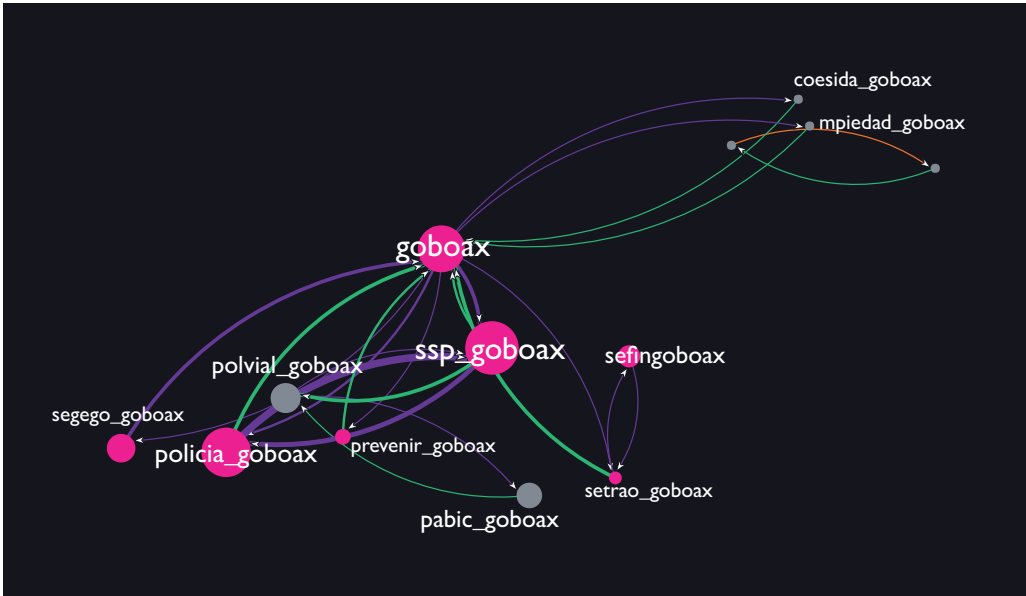 coesida_goboax
mpiedad_goboax
goboax
ssp_goboax
sefingoboax
polvial_goboax
segego_goboax
prevenir_goboax
policia_goboax
setrao_goboax
pabic_goboax